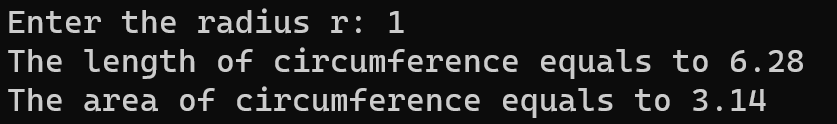 Enter the radius r: 1
The length of circumference equals to 6.28
The area of circumference equals to 3.14